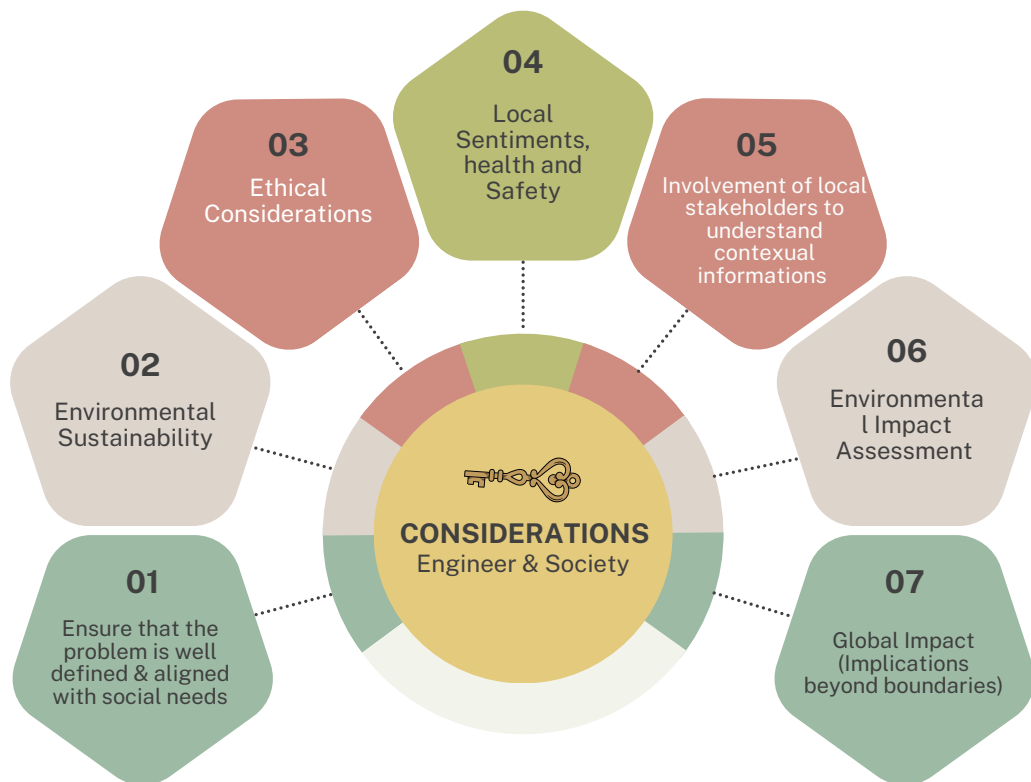 01
Ensure that the
problem is well
defined & aligned
with social needs
02
Environmental
Sustainability
03
Ethical
Considerations
04
Local
Sentiments,
health and
Safety
05
Involvement of local
stakeholders to
understand
contexual
informations
06
Environmenta
l Impact
Assessment
07
Global Impact
(Implications
beyond boundaries)
CONSIDERATIONS
Engineer & Society